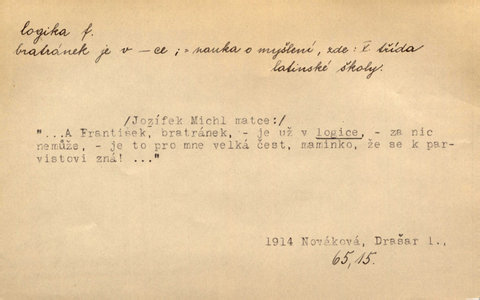 logika f.
bratránek je v —ce ; = nauka o myšlení, zde: I. třída
latinské školy.
/Jozífek Michl matce:/
"...A František, bratránek, - je už v logice, - za nic
nemůže, - je to pro mne velká čest, maminko, že se k par-
vistovi zná! ..."
1914 Nováková, Drašar 1.,
65,15.